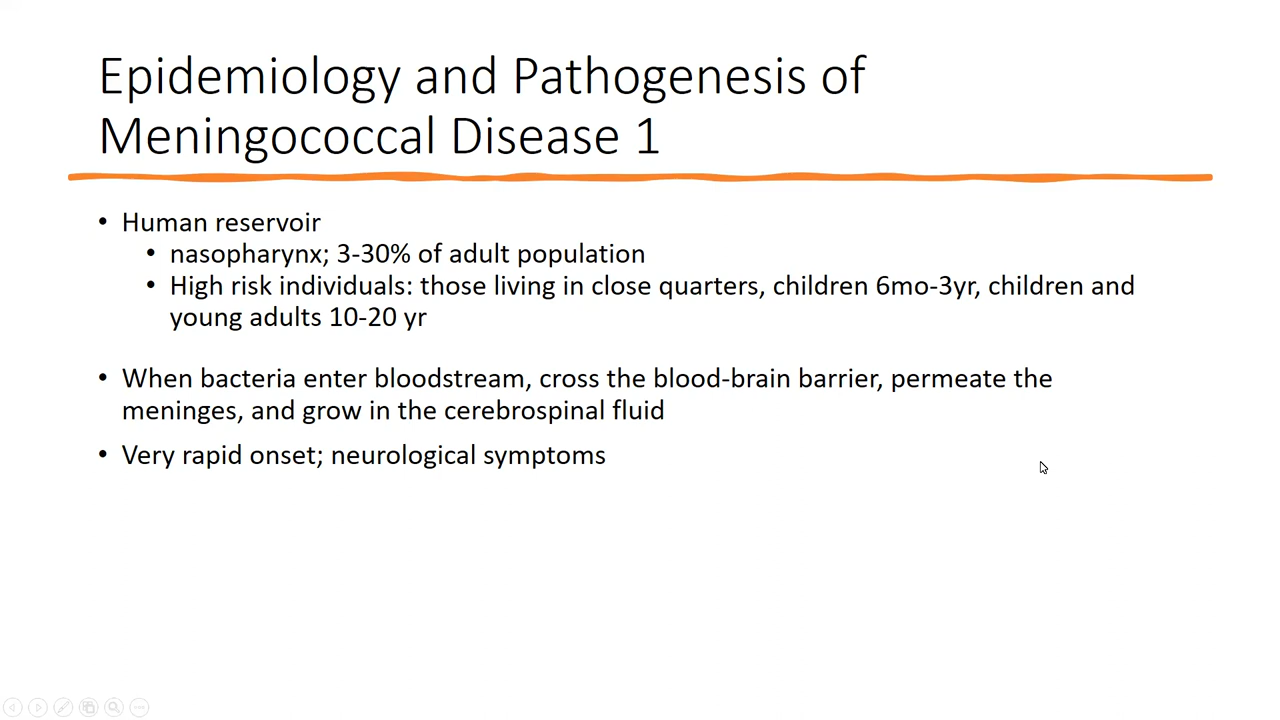 Epidemiology and Pathogenesis of
Meningococcal Disease 1
• Human reservoir
• nasopharynx; 3-30% of adult population
• High risk individuals: those living in close quarters, children 6mo-3yr, children and
young adults 10-20 yr
• When bacteria enter bloodstream, cross the blood-brain barrier, permeate the
meninges, and grow in the cerebrospinal fluid
• Very rapid onset; neurological symptoms